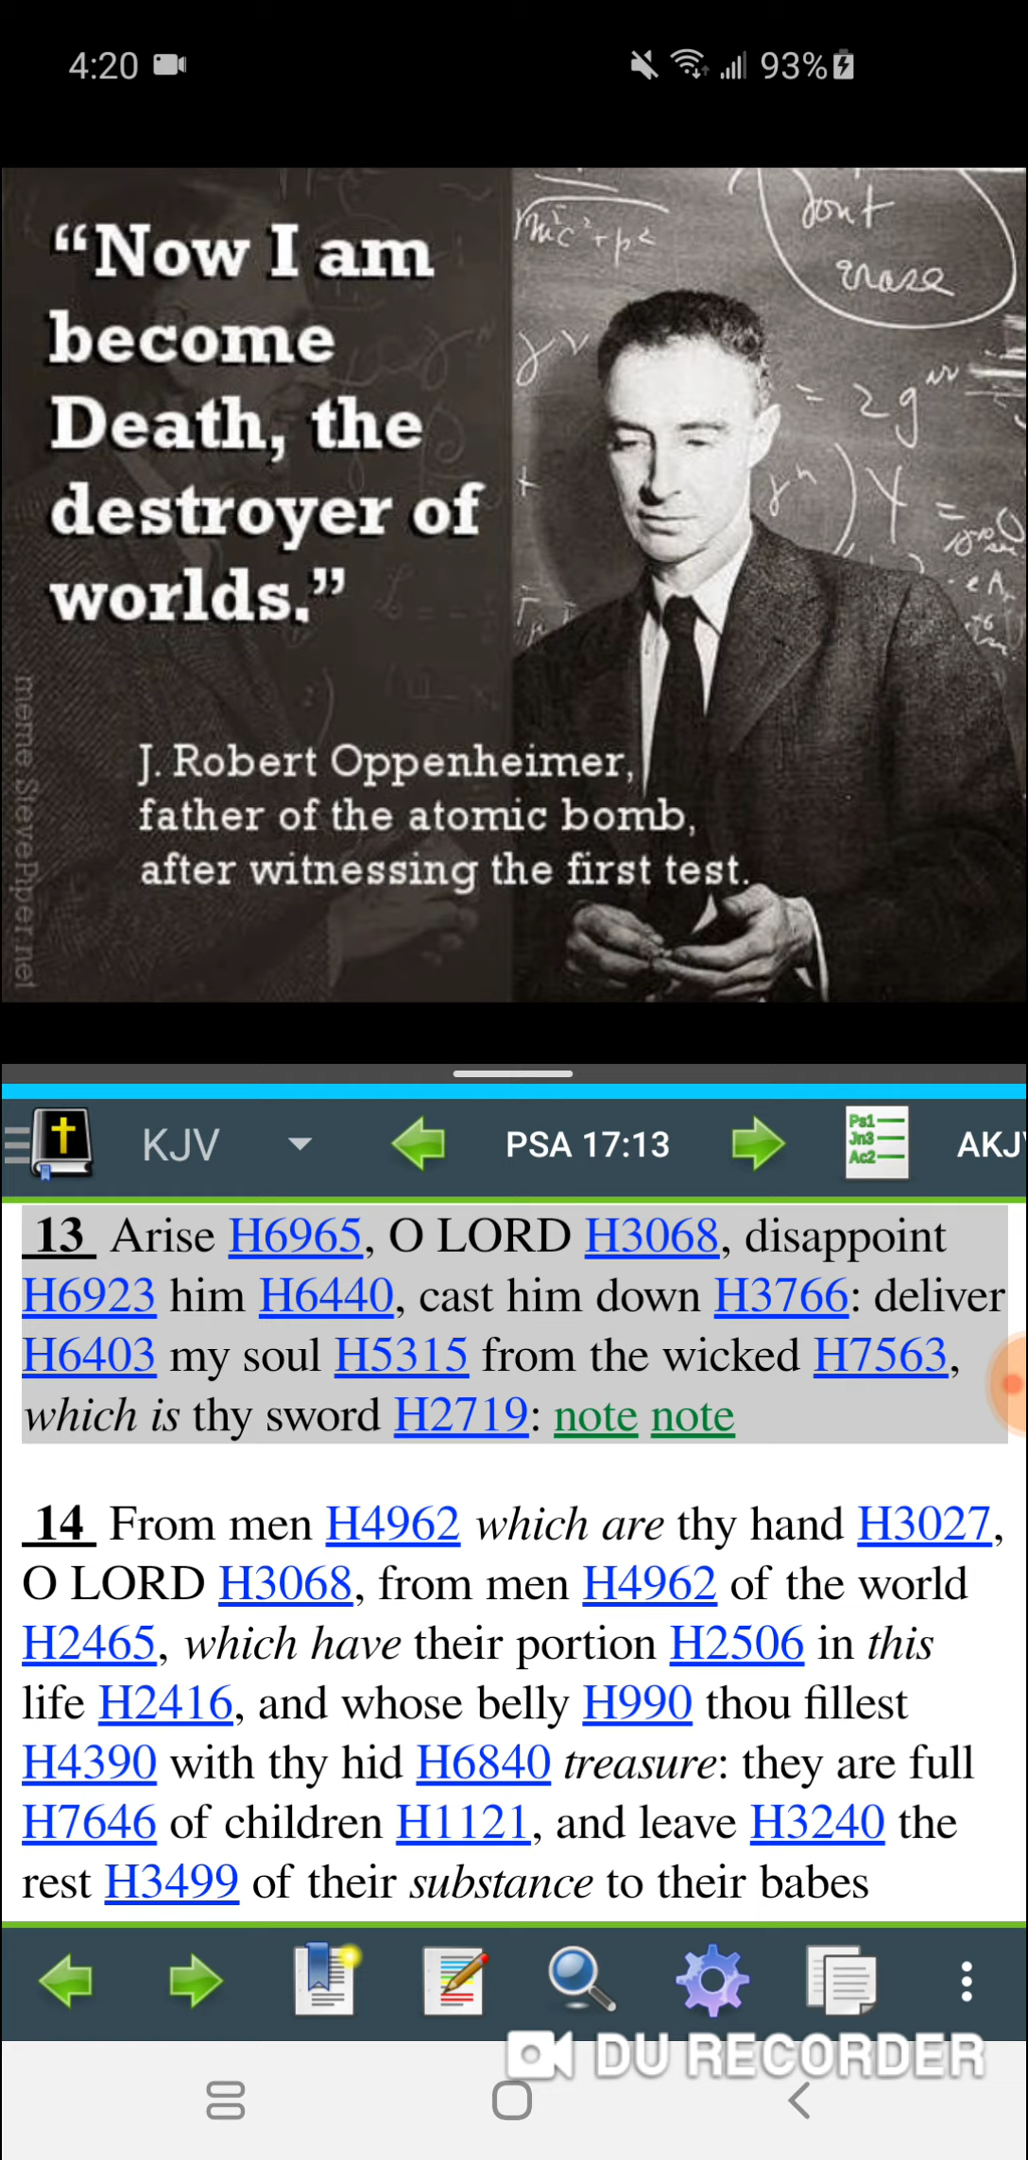 4:20
93%
“Now I am
become
Death, the
destroyer of
worlds.”
J. Robert Oppenheimer,
father of the atomic bomb,
after witnessing the first test.
meme StevePiper.net
Dont
erase
KJV
PSA 17:13
Ps1
Jn3
Ac2
AKJV
13 Arise H6965, O LORD H3068, disappoint
H6923 him H6440, cast him down H3766: deliver
H6403 my soul H5315 from the wicked H7563,
which is thy sword H2719: note note
14 From men H4962 which are thy hand H3027,
O LORD H3068, from men H4962 of the world
H2465, which have their portion H2506 in this
life H2416, and whose belly H990 thou fillest
H4390 with thy hid H6840 treasure: they are full
H7646 of children H1121, and leave H3240 the
rest H3499 of their substance to their babes
DU RECORDER